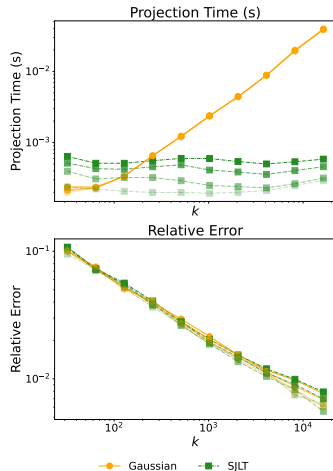 Projection Time (s)
Projection Time (s)
10⁻²
10⁻³
k
Relative Error
Relative Error
10⁻¹
10⁻²
10² 10³ 10⁴
k
Gaussian SJLT